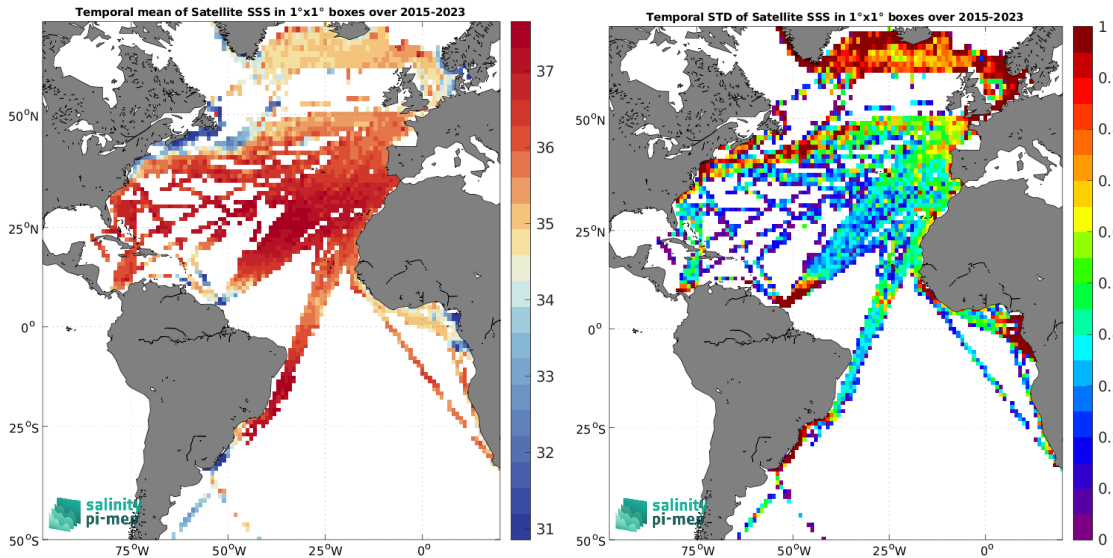 Temporal mean of Satellite SSS in 1°x1° boxes over 2015-2023
50°N
25°N
0°
25°S
50°S
75°W
50°W
25°W
0°
37
36
35
34
33
32
31
salinity
pi-mep
Temporal STD of Satellite SSS in 1°x1° boxes over 2015-2023
50°N
25°N
0°
25°S
50°S
75°W
50°W
25°W
0°
1
0.
0.
0.
0.
0.
0.
0.
0.
0.
0
salinity
pi-mep